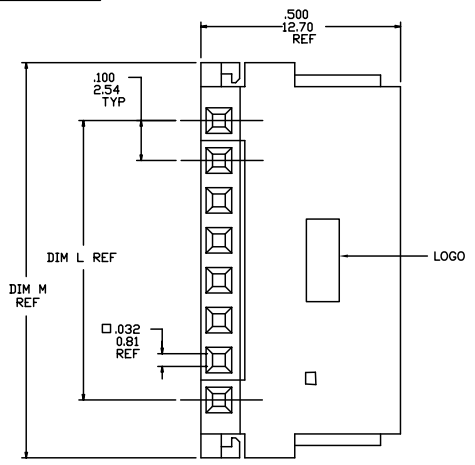 .500
12.70
REF
.100
2.54
TYP
DIM L REF
LOGO
DIM M
REF
□ .032
0.81
REF